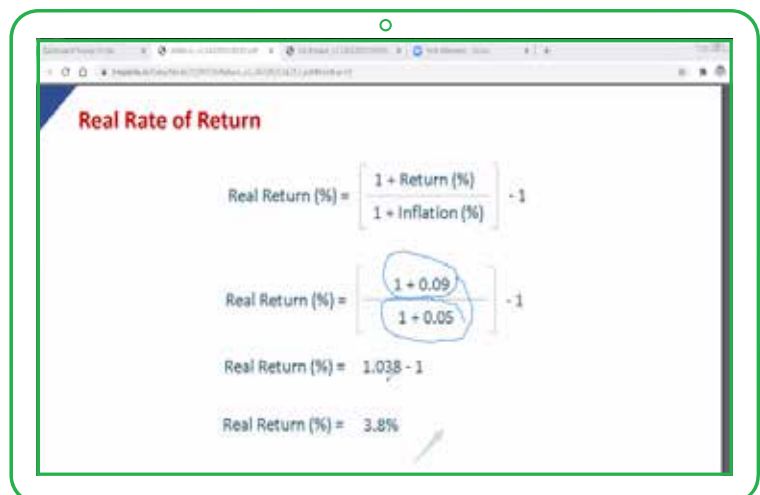 Real Rate of Return
Real Return (%) = [ 1 + Return (%) / 1 + Inflation (%) ] - 1
Real Return (%) = [ 1 + 0.09 / 1 + 0.05 ] - 1
Real Return (%) = 1.038 - 1
Real Return (%) = 3.8%